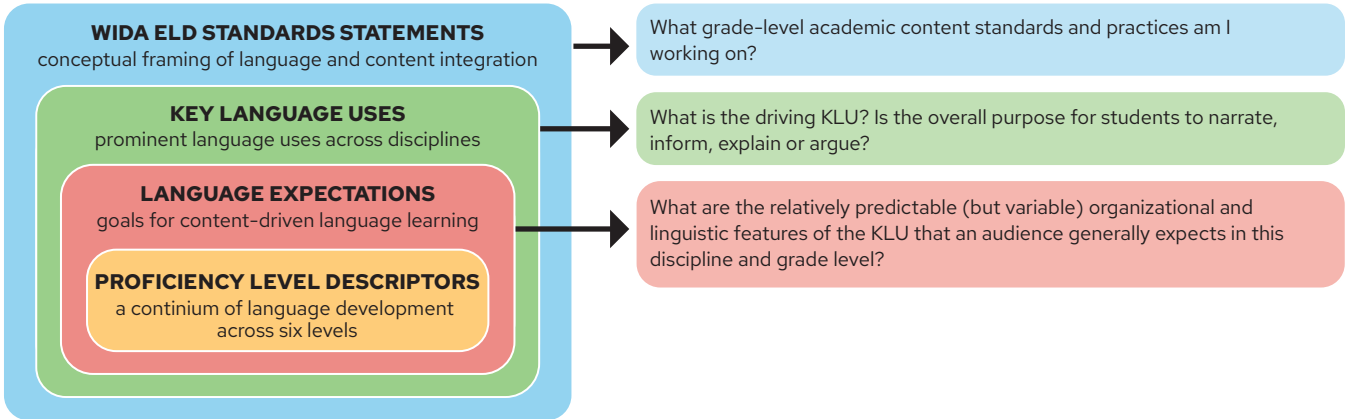 WIDA ELD STANDARDS STATEMENTS
conceptual framing of language and content integration
KEY LANGUAGE USES
prominent language uses across disciplines
LANGUAGE EXPECTATIONS
goals for content-driven language learning
PROFICIENCY LEVEL DESCRIPTORS
a continium of language development
across six levels
What grade-level academic content standards and practices am I
working on?
What is the driving KLU? Is the overall purpose for students to narrate,
inform, explain or argue?
What are the relatively predictable (but variable) organizational and
linguistic features of the KLU that an audience generally expects in this
discipline and grade level?